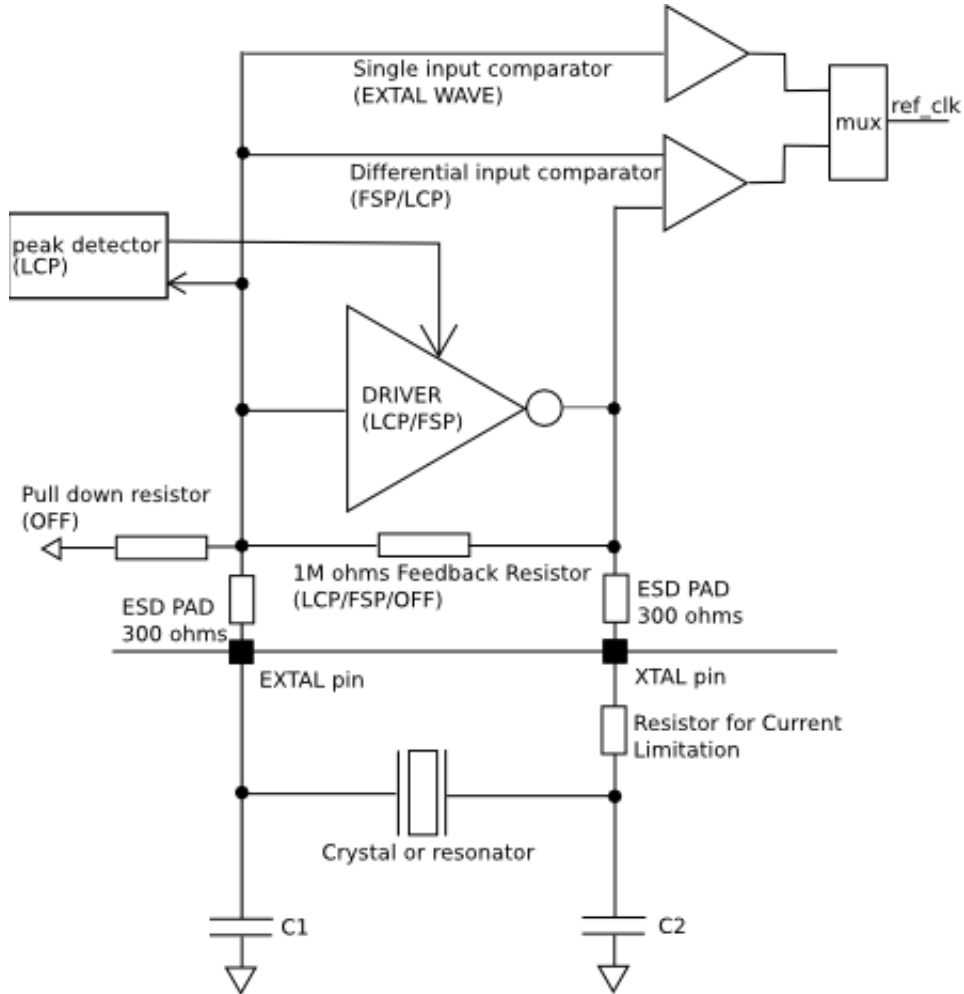 Single input comparator
(EXTAL WAVE)
ref_clk
mux
Differential input comparator
(FSP/LCP)
peak detector
(LCP)
DRIVER
(LCP/FSP)
Pull down resistor
(OFF)
1M ohms Feedback Resistor
(LCP/FSP/OFF)
ESD PAD
300 ohms
ESD PAD
300 ohms
EXTAL pin
XTAL pin
Resistor for Current
Limitation
Crystal or resonator
C1
C2